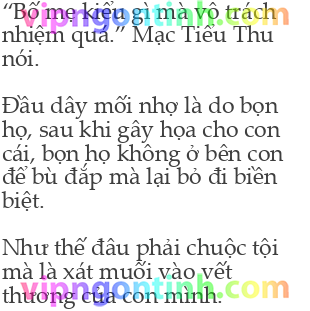 “Bố mẹ kiểu gì mà vô trách
vipngontinh.com
nhiệm quá.” Mạc Tiểu Thu
nói.
Đầu dây mối nhợ là do bọn
họ, sau khi gây họa cho con
cái, bọn họ không ở bên con
để bù đắp mà lại bỏ đi biền
biệt.
Như thế đâu phải chuộc tội
mà là xát muối vào vết
vipngontinh.com
thương của con mình.